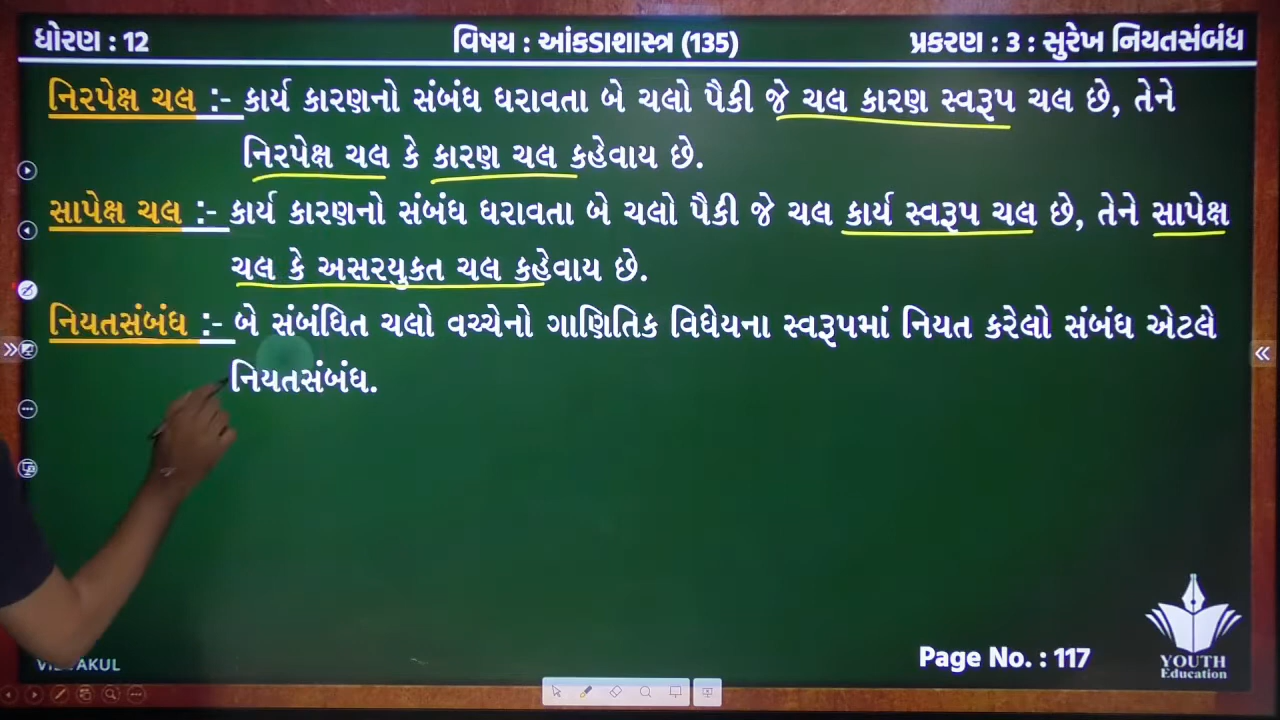 ધોરણ : 12
વિષય : આંકડાશાસ્ત્ર (135)
પ્રકરણ : 3 : સુરેખ નિયતસંબંધ
નિરપેક્ષ ચલ :- કાર્ય કારણનો સંબંધ ધરાવતા બે ચલો પૈકી જે ચલ કારણ સ્વરૂપ ચલ છે, તેને
નિરપેક્ષ ચલ કે કારણ ચલ કહેવાય છે.
સાપેક્ષ ચલ :- કાર્ય કારણનો સંબંધ ધરાવતા બે ચલો પૈકી જે ચલ કાર્ય સ્વરૂપ ચલ છે, તેને સાપેક્ષ
ચલ કે અસરયુકત ચલ કહેવાય છે.
નિયતસંબંધ :- બે સંબંધિત ચલો વચ્ચેનો ગાણિતિક વિધેયના સ્વરૂપમાં નિયત કરેલો સંબંધ એટલે
નિયતસંબંધ.
Page No. : 117
YOUTH
Education